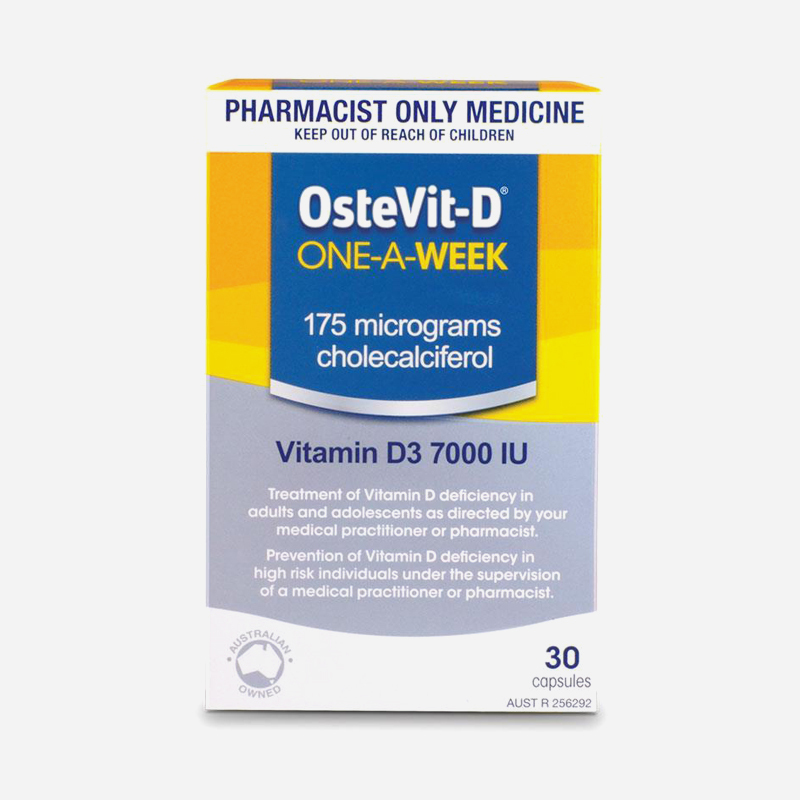 ONE-A-WEEK
PHARMACIST ONLY MEDICINE
KEEP OUT OF REACH OF CHILDREN
OsteVit-D®
ONE-A-WEEK
175 micrograms
cholecalciferol
Vitamin D3 7000 IU
Treatment of Vitamin D deficiency in
adults and adolescents as directed by your
medical practitioner or pharmacist.
Prevention of Vitamin D deficiency in
high risk individuals under the supervision
of a medical practitioner or pharmacist.
• AUSTRALIAN •
OWNED
30
capsules
AUST R 256292